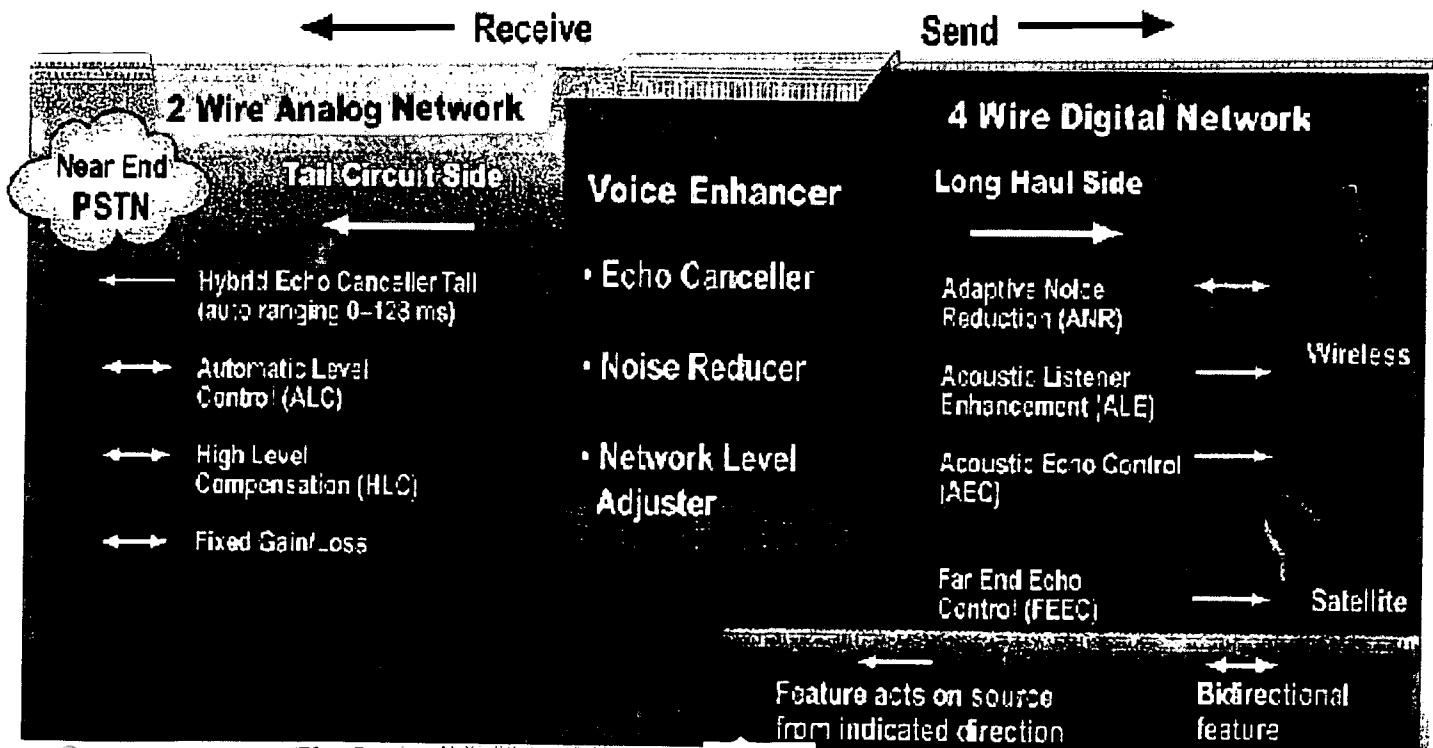 Receive
Send
2 Wire Analog Network
4 Wire Digital Network
Near End
PSTN
Tail Circuit Side
Voice Enhancer
Long Haul Side
Hybrid Echo Canceller Tail
(auto ranging 0–128 ms)
Automatic Level
Control (ALC)
High Level
Compensation (HLC)
Fixed Gain/Loss
• Echo Canceller
• Noise Reducer
• Network Level
Adjuster
Adaptive Noise
Reduction (ANR)
Acoustic Listener
Enhancement (ALE)
Acoustic Echo Control
(AEC)
Far End Echo
Control (FEEC)
Wireless
Satellite
Feature acts on source
from indicated direction
Bidirectional
feature